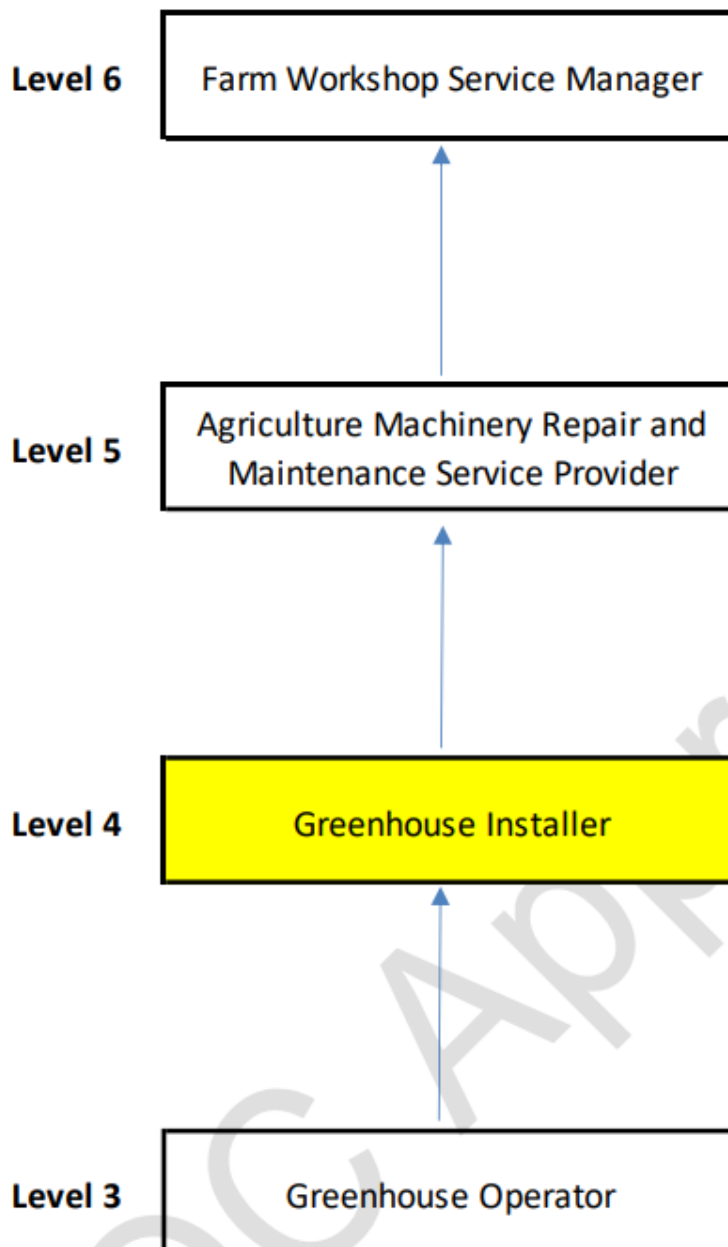 Level 6
Farm Workshop Service Manager
Level 5
Agriculture Machinery Repair and
Maintenance Service Provider
Level 4
Greenhouse Installer
Level 3
Greenhouse Operator